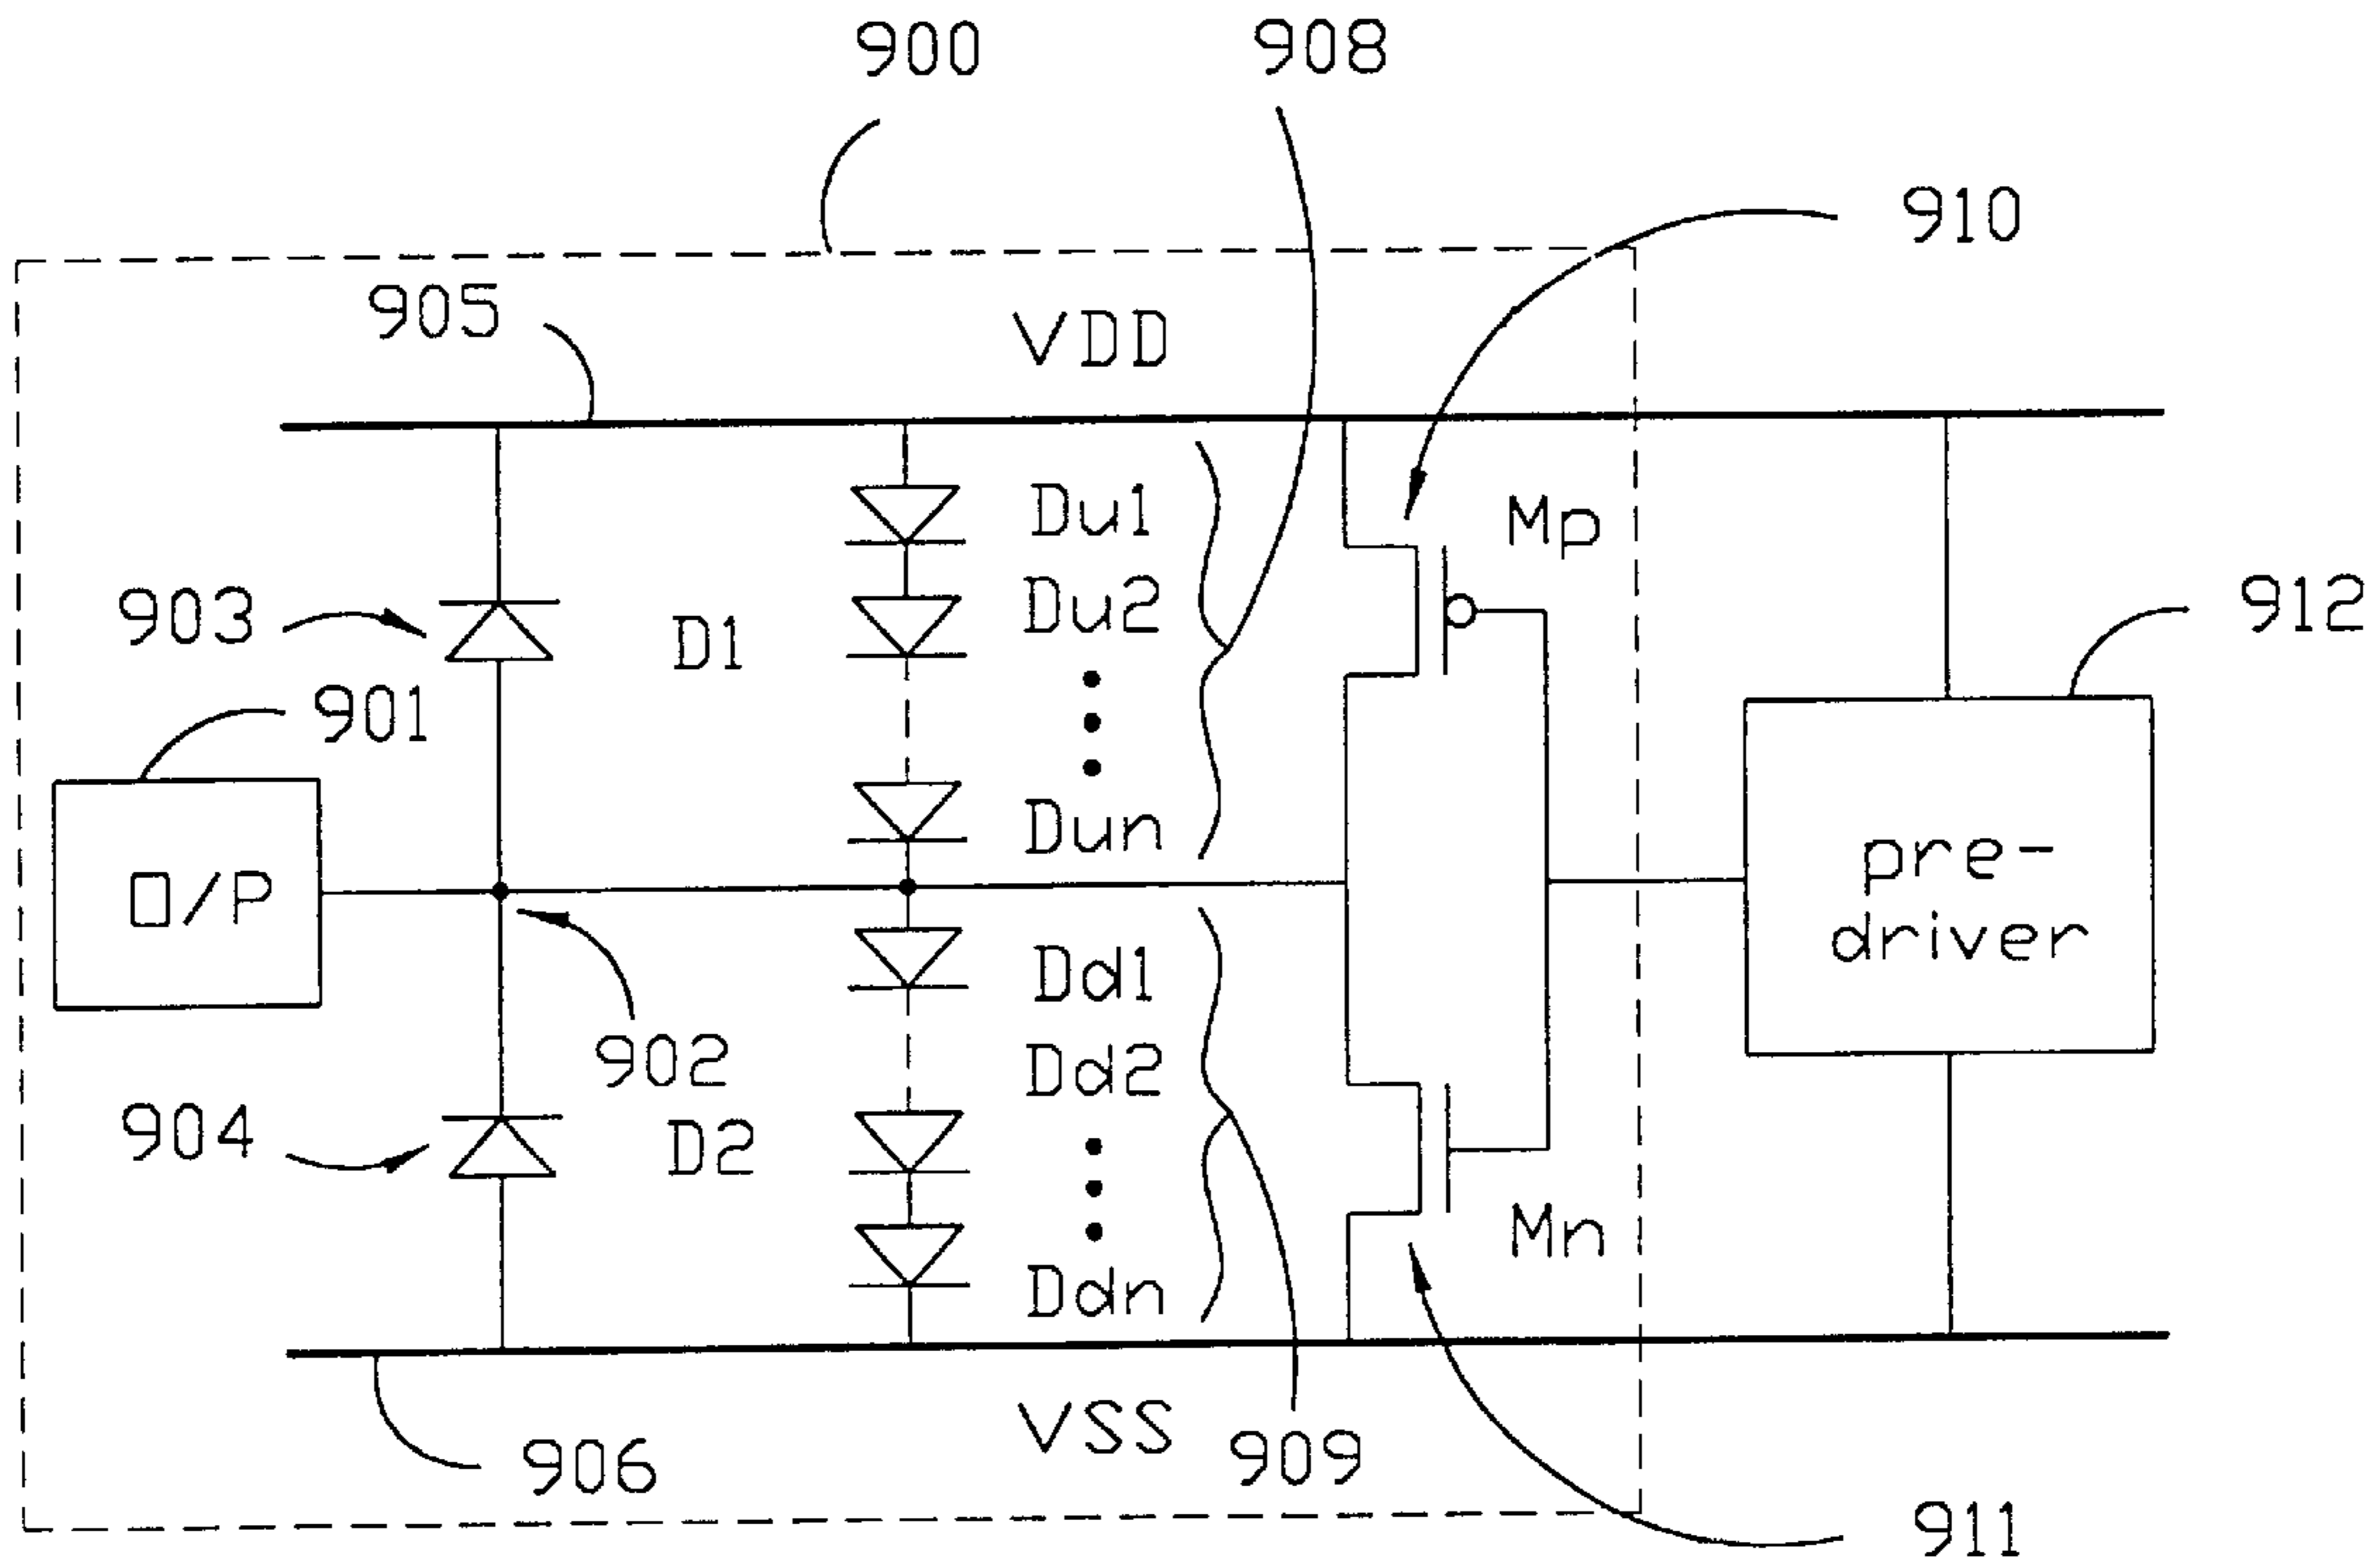 900
908
910
905
VDD
Du1
Mp
Du2
903
D1
912
901
Dun
O/P
pre-
driver
Dd1
902
Dd2
904
D2
Mn
Ddn
VSS
909
906
911